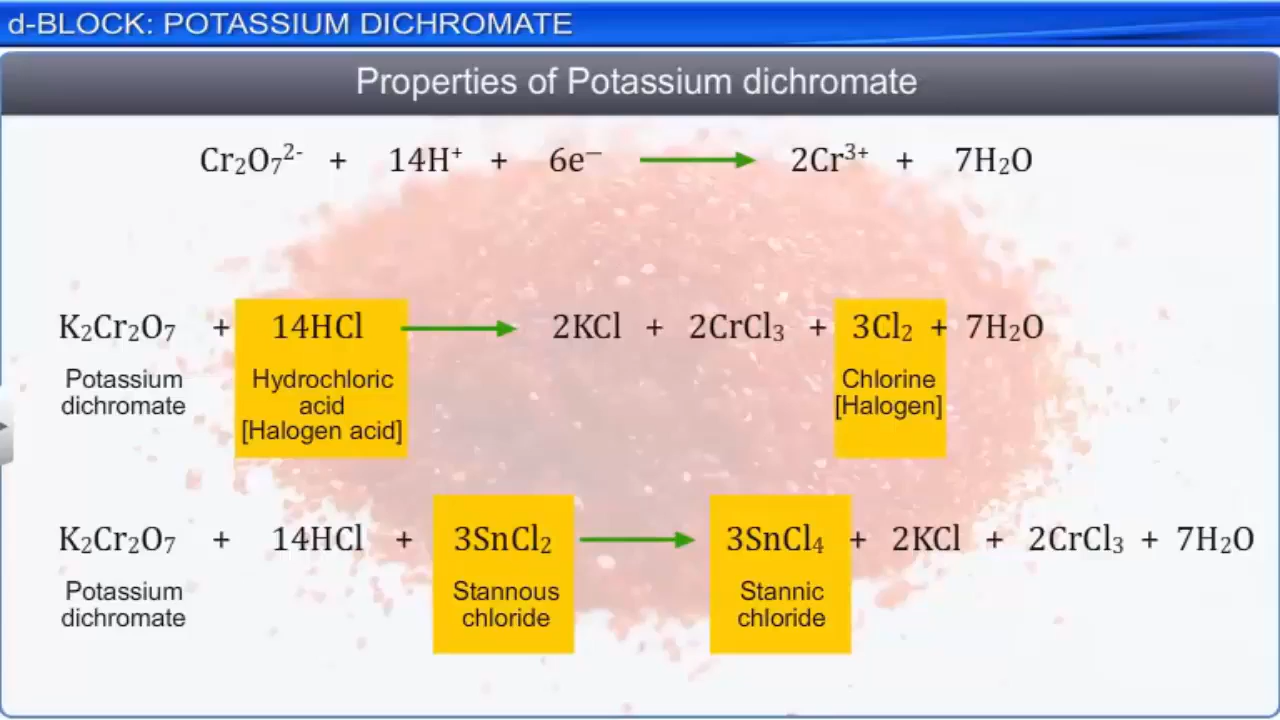 d-BLOCK: POTASSIUM DICHROMATE
Properties of Potassium dichromate
Cr₂O₇²⁻ + 14H⁺ + 6e⁻ ⟶ 2Cr³⁺ + 7H₂O
K₂Cr₂O₇ + 14HCl ⟶ 2KCl + 2CrCl₃ + 3Cl₂ + 7H₂O
Potassium
dichromate
Hydrochloric
acid
[Halogen acid]
Chlorine
[Halogen]
K₂Cr₂O₇ + 14HCl + 3SnCl₂ ⟶ 3SnCl₄ + 2KCl + 2CrCl₃ + 7H₂O
Potassium
dichromate
Stannous
chloride
Stannic
chloride